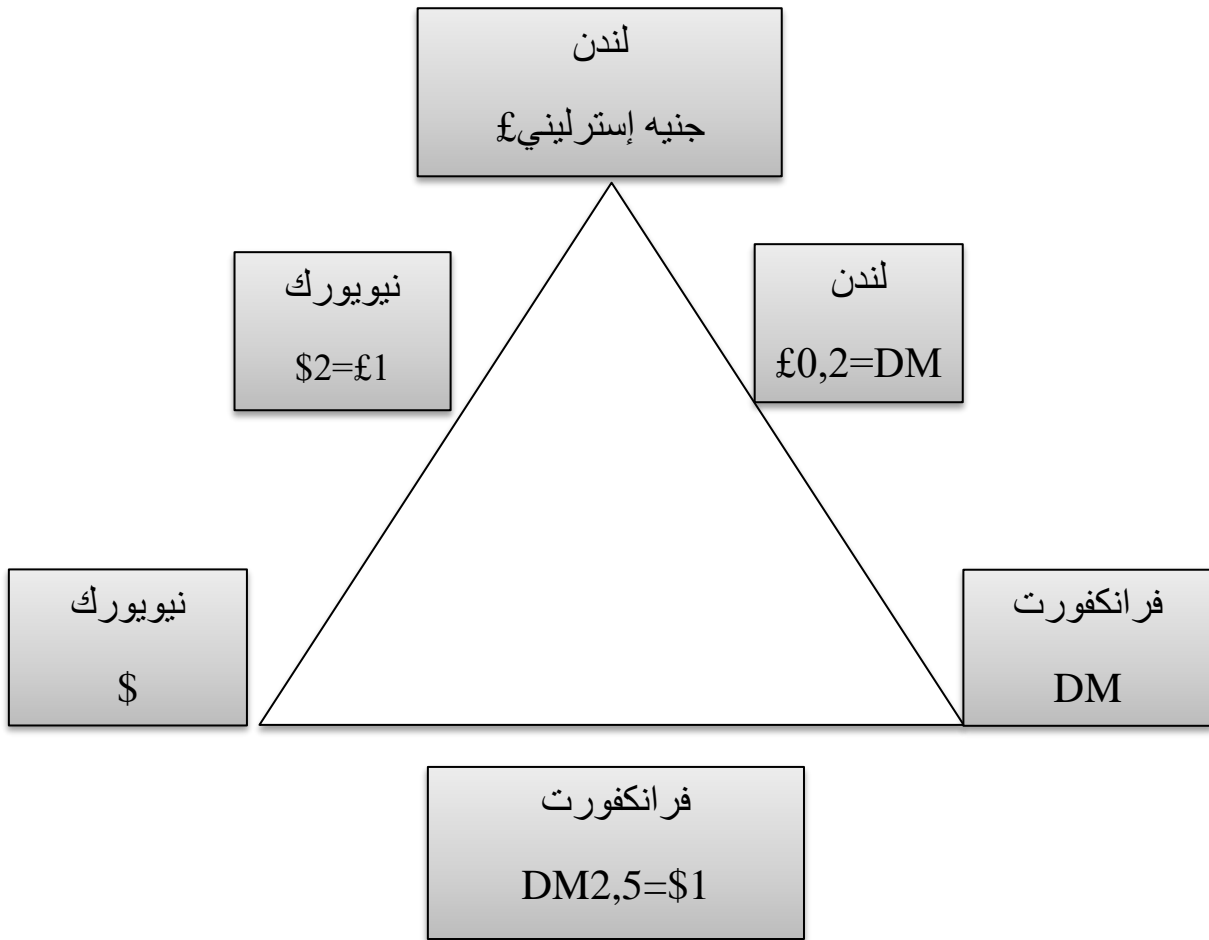 لندن
جنيه إسترليني£
نيويورك
$2=£1
لندن
£0,2=DM
نيويورك
$
فرانكفورت
DM
فرانكفورت
DM2,5=$1